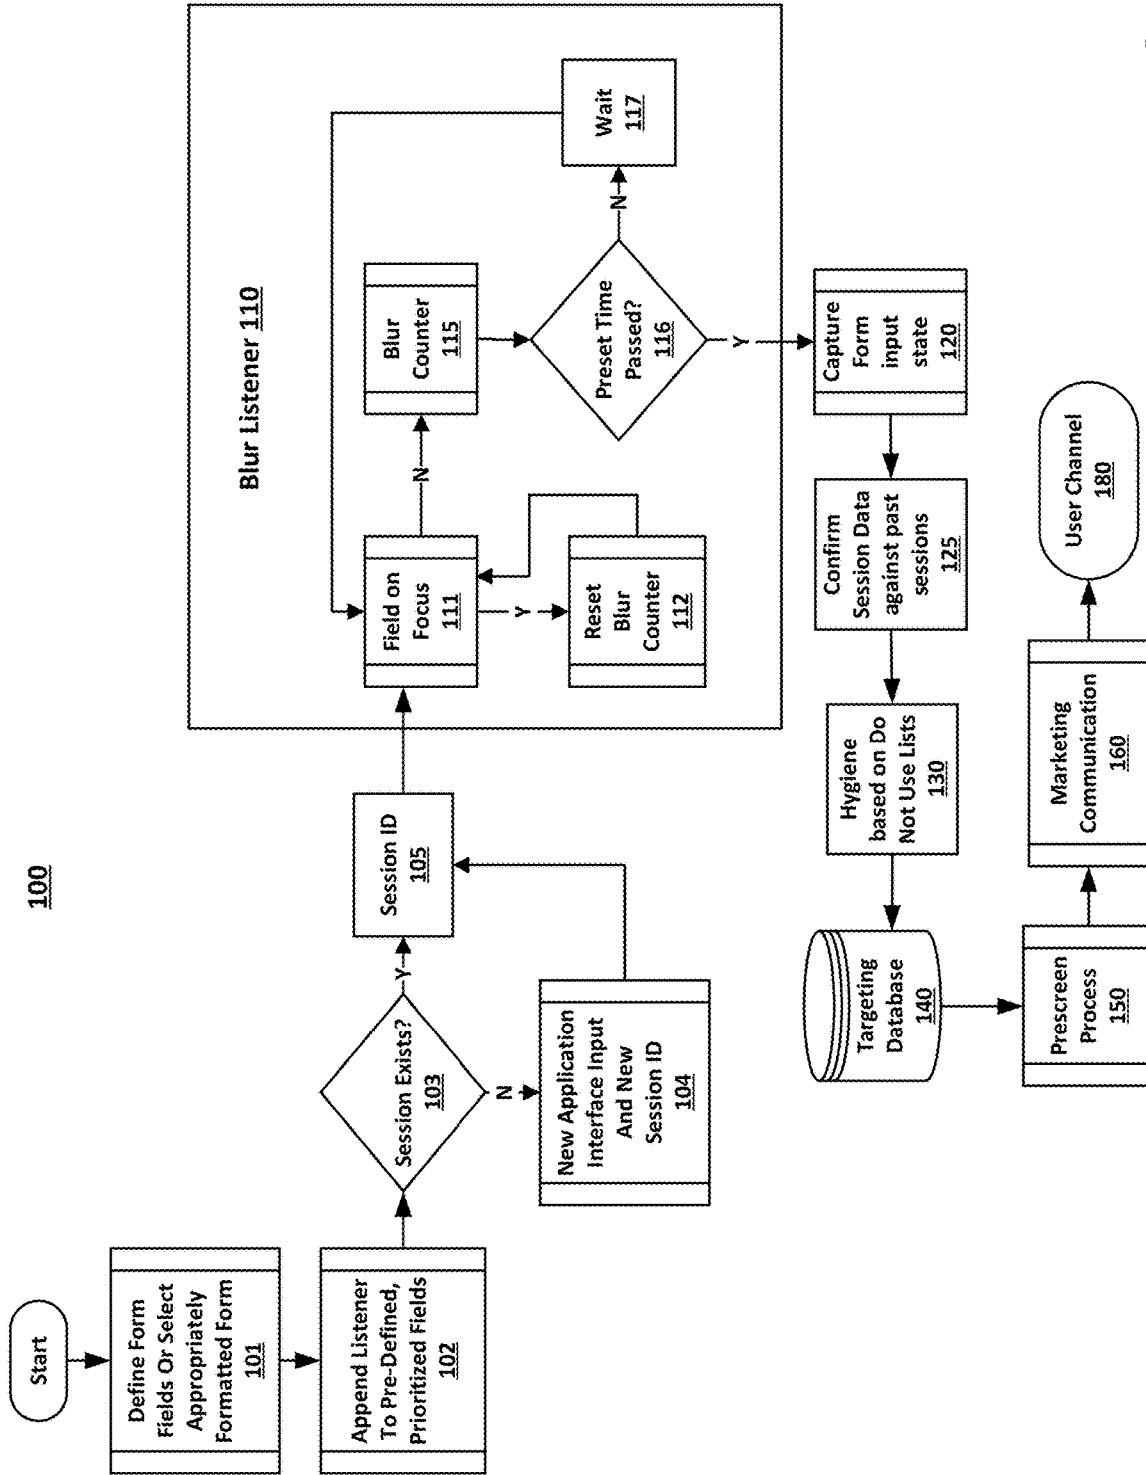 100
Start
Define Form
Fields Or Select
Appropriately
Formatted Form
101
Append Listener
To Pre-Defined,
Prioritized Fields
102
Session Exists?
103
Y
N
New Application
Interface Input
And New
Session ID
104
Session ID
105
Blur Listener 110
Field on
Focus
111
Y
Reset
Blur
Counter
112
N
Blur
Counter
115
Preset Time
Passed?
116
N
Wait
117
Y
Capture
Form
input
state
120
Confirm
Session Data
against past
sessions
125
Hygiene
based on Do
Not Use Lists
130
Targeting
Database
140
Prescreen
Process
150
Marketing
Communication
160
User Channel
180